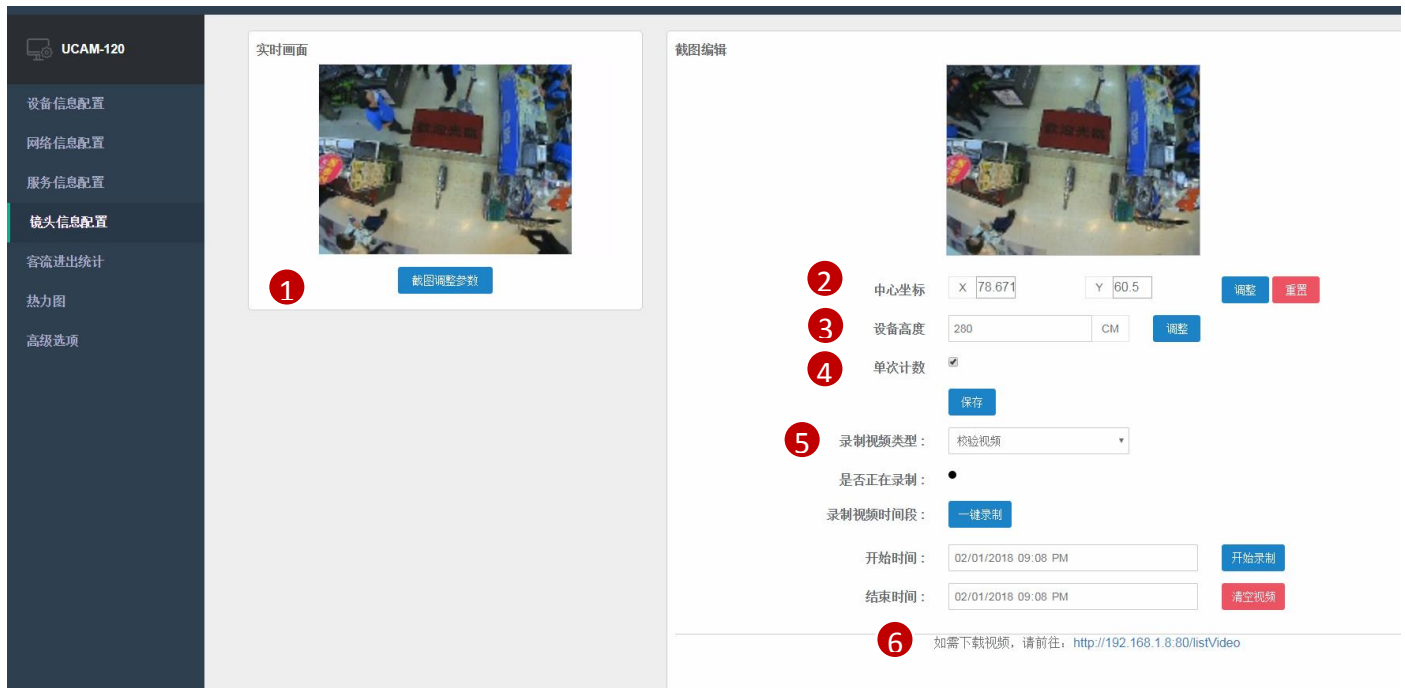 UCAM-120
设备信息配置
网络信息配置
服务信息配置
镜头信息配置
客流进出统计
热力图
高级选项
实时画面
歡迎光臨
1
截图调整参数
截图编辑
歡迎光臨
2 中心坐标 X 78.671 Y 60.5 调整 重置
3 设备高度 280 CM 调整
4 单次计数
保存
5 录制视频类型： 校验视频
是否正在录制：
录制视频时间段： 一键录制
开始时间： 02/01/2018 09:08 PM 开始录制
结束时间： 02/01/2018 09:08 PM 清空视频
6 如需下载视频，请前往：http://192.168.1.8:80/listVideo